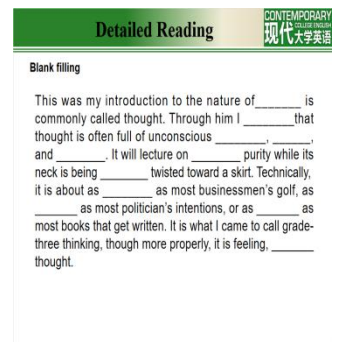 Detailed Reading
CONTEMPORARY
COLLEGE ENGLISH
现代大学英语
Blank filling
This was my introduction to the nature of_______ is
commonly called thought. Through him I ________that
thought is often full of unconscious ________, ______,
and ________. It will lecture on ________ purity while its
neck is being ________ twisted toward a skirt. Technically,
it is about as ________ as most businessmen's golf, as
_______ as most politician's intentions, or as _______ as
most books that get written. It is what I came to call grade-
three thinking, though more properly, it is feeling, _______
thought.